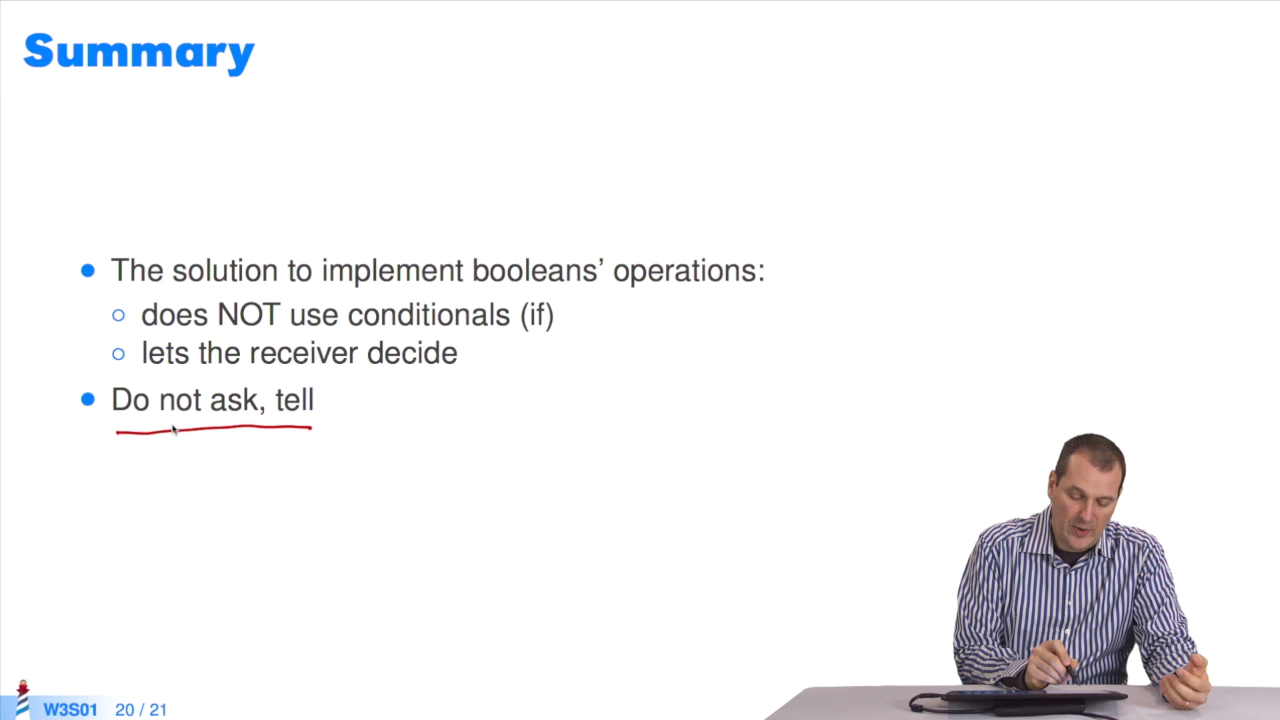 Summary
The solution to implement booleans’ operations:
does NOT use conditionals (if)
lets the receiver decide
Do not ask, tell
W3S01 20 / 21